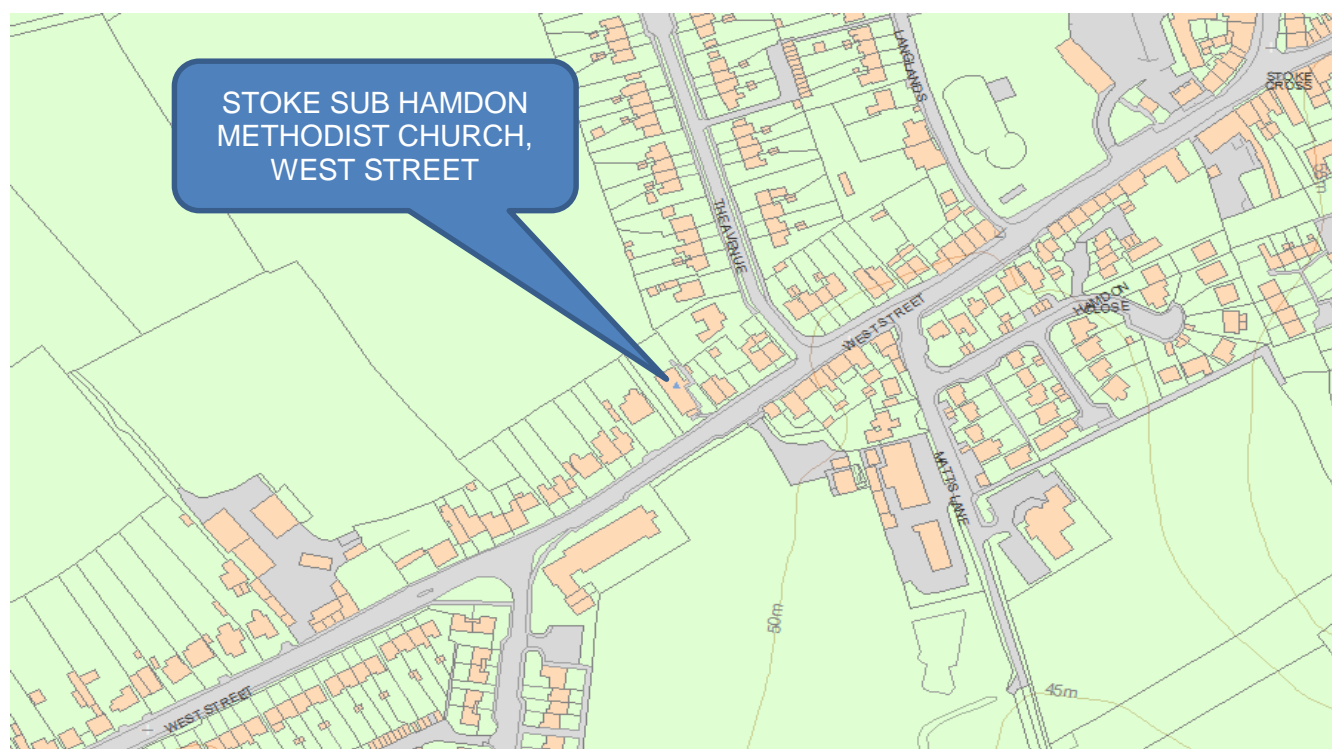 STOKE SUB HAMDON
METHODIST CHURCH,
WEST STREET
LANGLANDS
STOKE
CROSS
55m
THE AVENUE
WEST STREET
HAMDON
CLOSE
MATTS LANE
50m
45m
WEST STREET